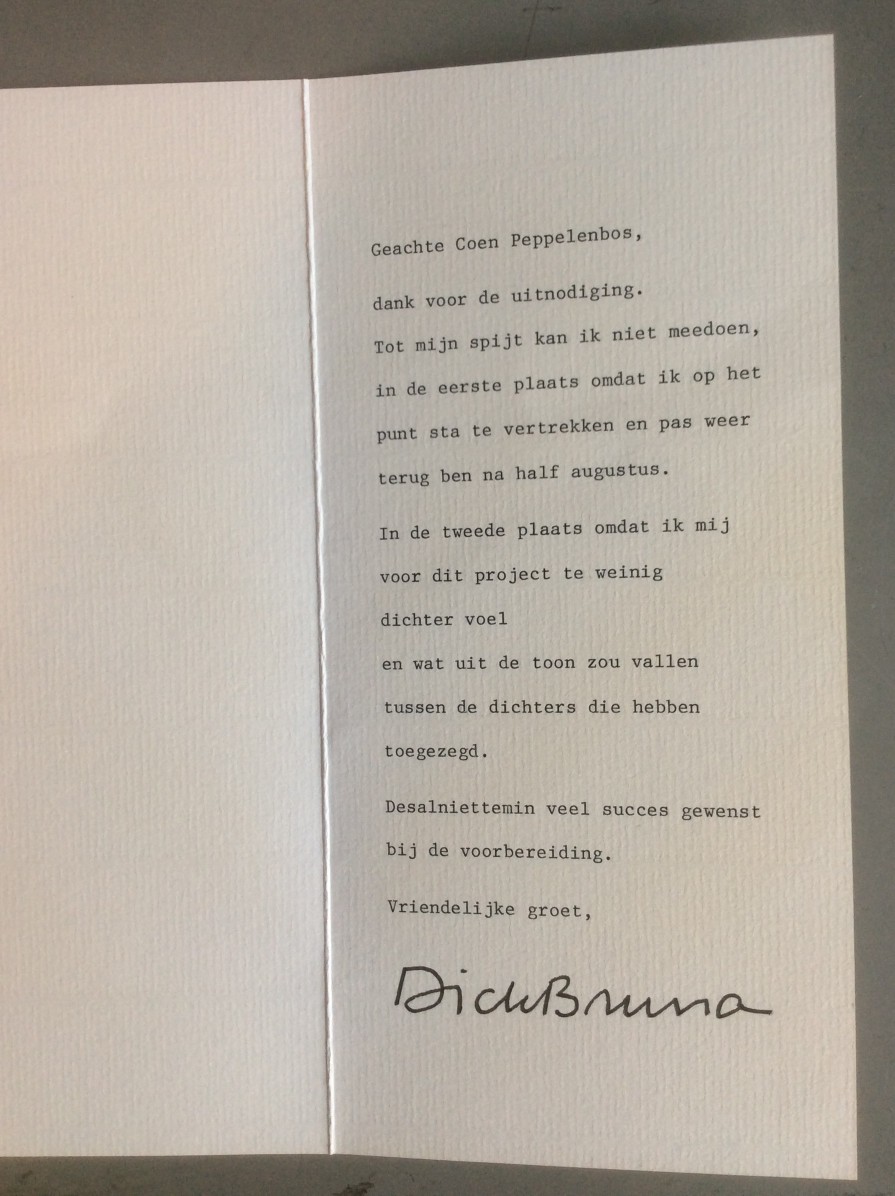 Geachte Coen Peppelenbos,
dank voor de uitnodiging.
Tot mijn spijt kan ik niet meedoen,
in de eerste plaats omdat ik op het
punt sta te vertrekken en pas weer
terug ben na half augustus.
In de tweede plaats omdat ik mij
voor dit project te weinig
dichter voel
en wat uit de toon zou vallen
tussen de dichters die hebben
toegezegd.
Desalniettemin veel succes gewenst
bij de voorbereiding.
Vriendelijke groet,
Dick Bruna